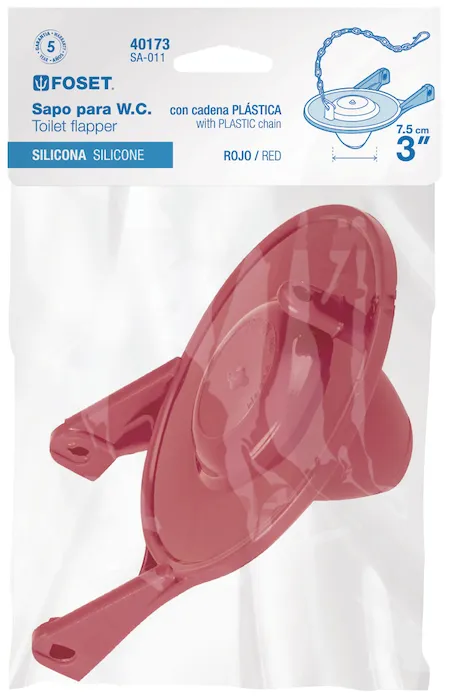 GARANTÍA
5
AÑOS
40173
SA-011
FOSET.
Sapo para W.C.
Toilet flapper
con cadena PLÁSTICA
with PLASTIC chain
SILICONA SILICONE
ROJO / RED
7.5 cm
3”